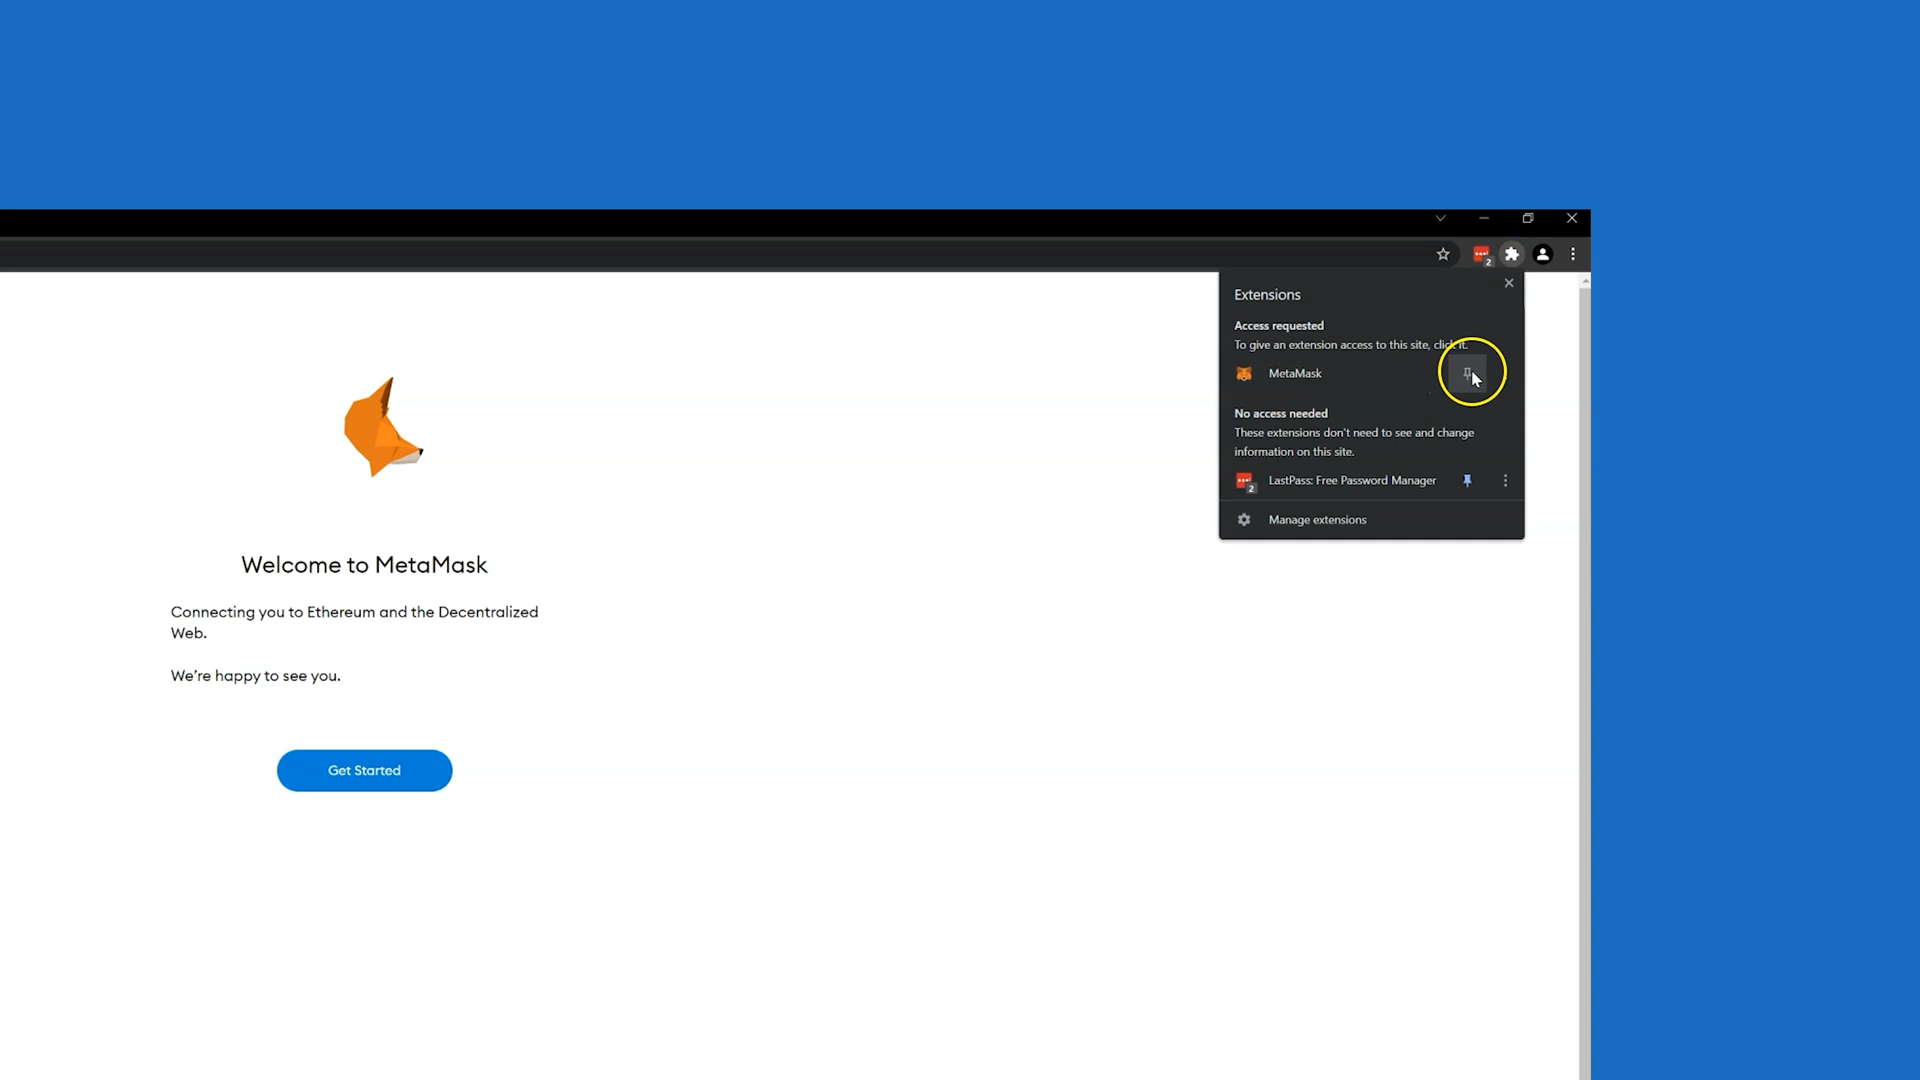 Extensions
Access requested
To give an extension access to this site, click it.
MetaMask
No access needed
These extensions don't need to see and change
information on this site.
2
LastPass: Free Password Manager
2
Manage extensions
Welcome to MetaMask
Connecting you to Ethereum and the Decentralized
Web.
We're happy to see you.
Get Started